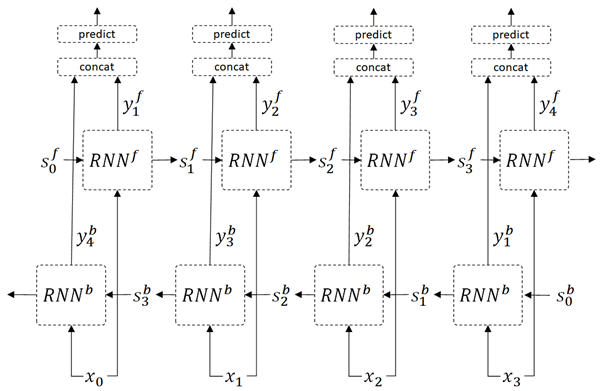 predict predict predict predict
concat concat concat concat
y_1^f y_2^f y_3^f y_4^f
s_0^f RNN^f s_1^f RNN^f s_2^f RNN^f s_3^f RNN^f
y_4^b y_3^b y_2^b y_1^b
RNN^b s_3^b RNN^b s_2^b RNN^b s_1^b RNN^b s_0^b
x_0 x_1 x_2 x_3